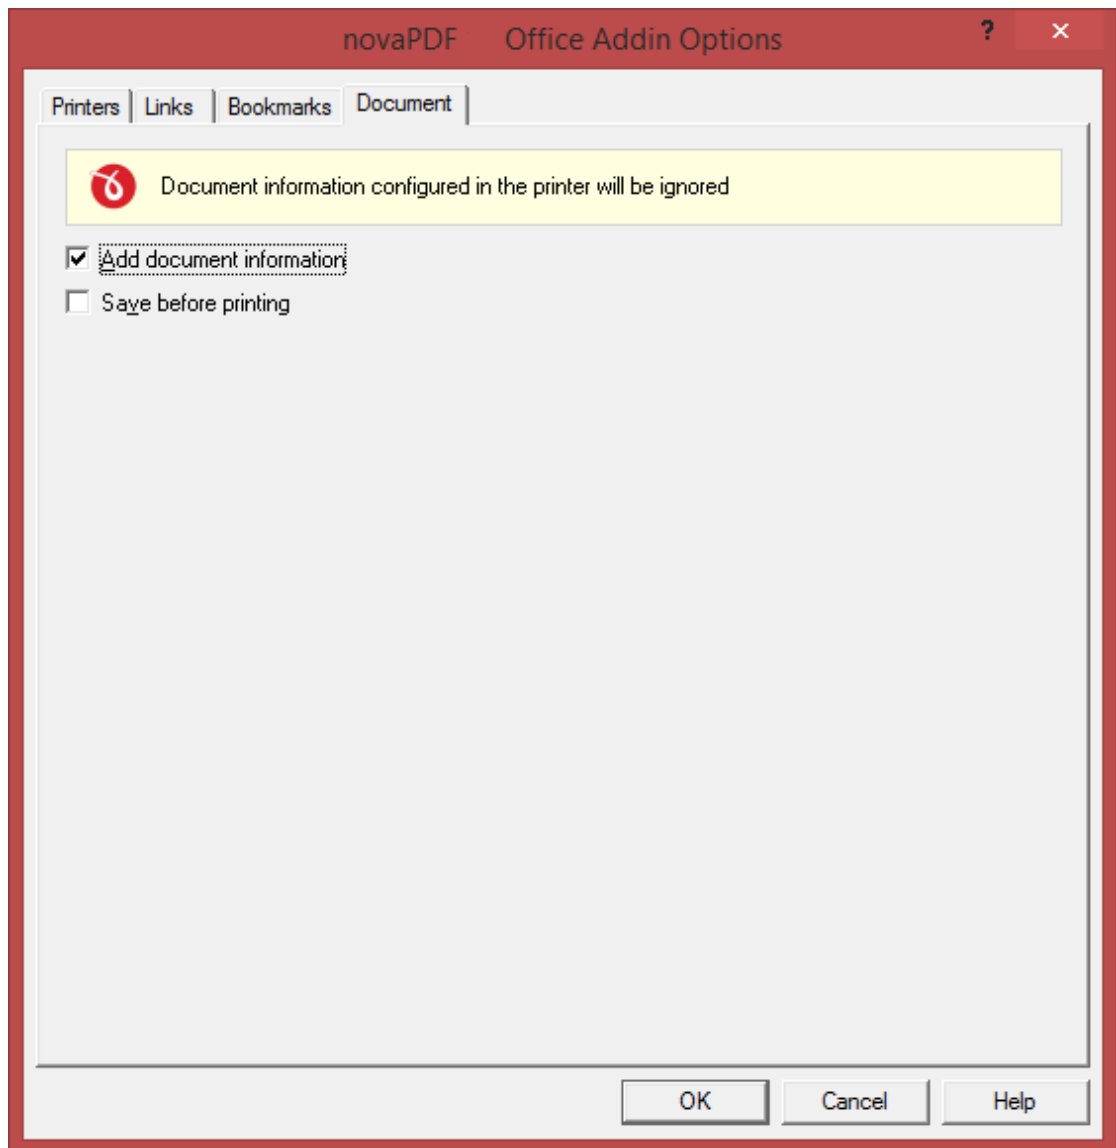 novaPDF Office Addin Options ?
Printers Links Bookmarks Document
Document information configured in the printer will be ignored
Add document information
Save before printing
OK Cancel Help